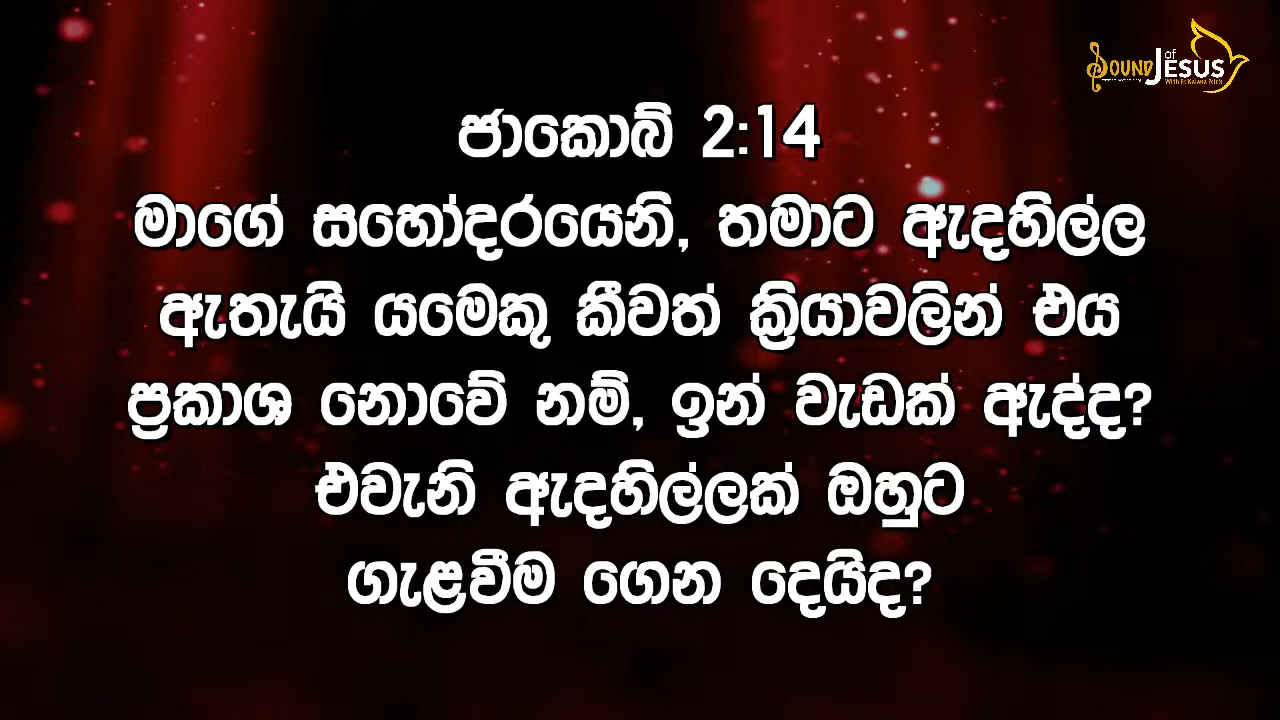 SOUND of JESUS
ජාකොබ් 2:14
මාගේ සහෝදරයෙනි, තමාට ඇදහිල්ල
ඇතැයි යමෙකු කීවත් ක්‍රියාවලින් එය
ප්‍රකාශ නොවේ නම්, ඉන් වැඩක් ඇද්ද?
එවැනි ඇදහිල්ලක් ඔහුට
ගැළවීම ගෙන දෙයිද?